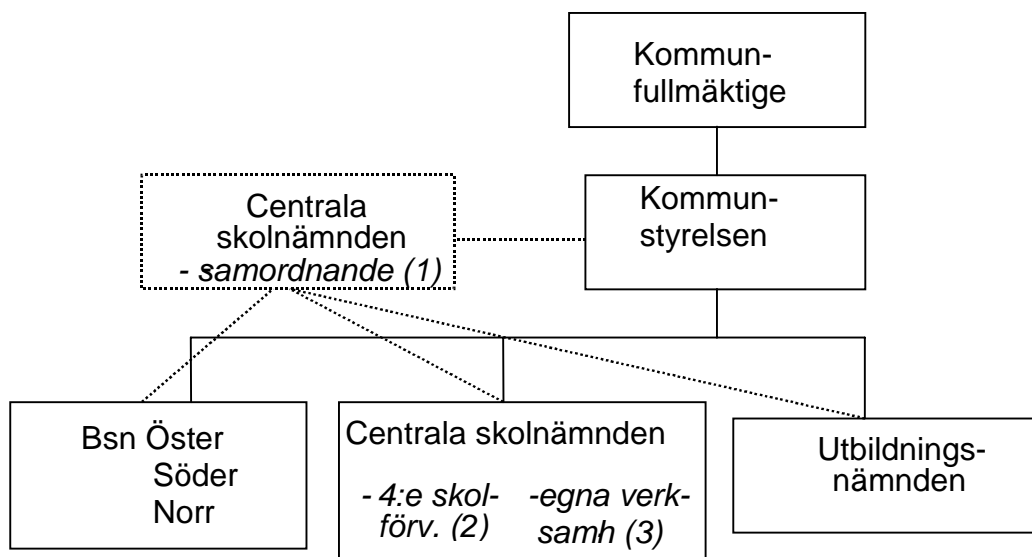 Kommun-
fullmäktige
Kommun-
styrelsen
Centrala
skolnämnden
- samordnande (1)
Bsn Öster
Söder
Norr
Centrala skolnämnden
- 4:e skol-
förv. (2)
-egna verk-
samh (3)
Utbildnings-
nämnden